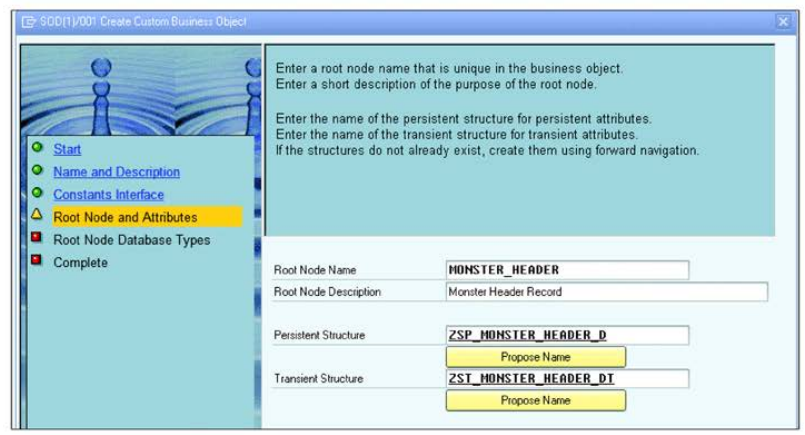 SOD(1)/001 Create Custom Business Object
Enter a root node name that is unique in the business object.
Enter a short description of the purpose of the root node.
Enter the name of the persistent structure for persistent attributes.
Enter the name of the transient structure for transient attributes.
If the structures do not already exist, create them using forward navigation.
Start
Name and Description
Constants Interface
Root Node and Attributes
Root Node Database Types
Complete
Root Node Name MONSTER_HEADER
Root Node Description Monster Header Record
Persistent Structure ZSP_MONSTER_HEADER_D
Propose Name
Transient Structure ZST_MONSTER_HEADER_DT
Propose Name